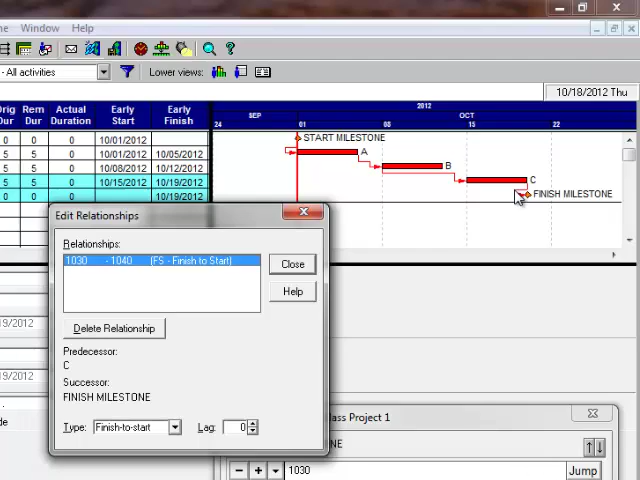 ne Window Help
- All activities Lower views:
10/18/2012 Thu
Orig Dur Rem Dur Actual Duration Early Start Early Finish
2012
SEP OCT
24 01 08 15 22
0 0 0 10/01/2012
5 5 0 10/01/2012 10/05/2012
5 5 0 10/08/2012 10/12/2012
5 5 0 10/15/2012 10/19/2012
0 0 0 10/19/2012
START MILESTONE
A
B
C
FINISH MILESTONE
Edit Relationships
Relationships:
1030 - 1040 (FS - Finish to Start)
Close
Help
Delete Relationship
Predecessor:
C
Successor:
FINISH MILESTONE
Type: Finish-to-start Lag: 0
19/2012
19/2012
de
lass Project 1
NE
1030
Jump